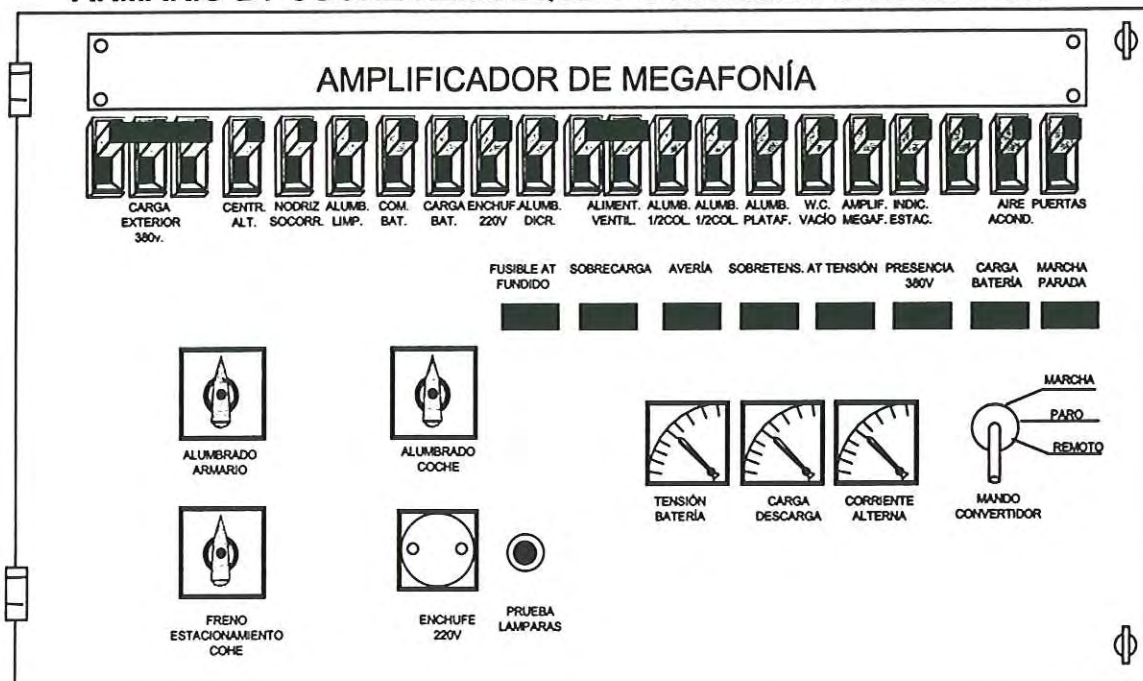 AMPLIFICADOR DE MEGAFONÍA
CARGA EXTERIOR 380v.
CENTR. ALT.
NODRIZ SOCORR.
ALUMB. LIMP.
COM. BAT.
CARGA BAT.
ENCHUF. 220V
ALUMB. DICR.
ALIMENT. VENTIL.
ALUMB. 1/2COL.
ALUMB. 1/2COL.
ALUMB. PLATAF.
W.C. VACÍO
AMPLIF. MEGAF.
INDIC. ESTAC.
AIRE ACOND.
PUERTAS
FUSIBLE AT FUNDIDO
SOBRECARGA
AVERÍA
SOBRETENS. AT
TENSIÓN
PRESENCIA 380V
CARGA BATERÍA
MARCHA PARADA
ALUMBRADO ARMARIO
ALUMBRADO COCHE
TENSIÓN BATERÍA
CARGA DESCARGA
CORRIENTE ALTERNA
MARCHA
PARO
REMOTO
MANDO CONVERTIDOR
FRENO ESTACIONAMIENTO COHE
ENCHUFE 220V
PRUEBA LAMPARAS